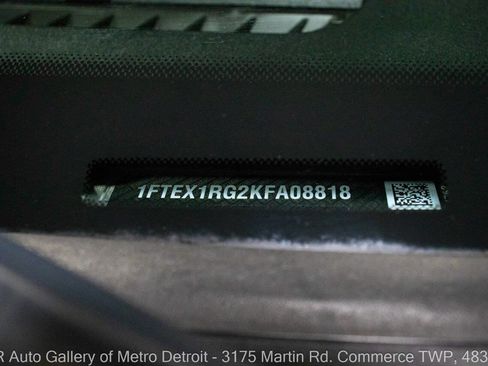 1FTEX1RG2KFA08818
R Auto Gallery of Metro Detroit - 3175 Martin Rd. Commerce TWP, 483